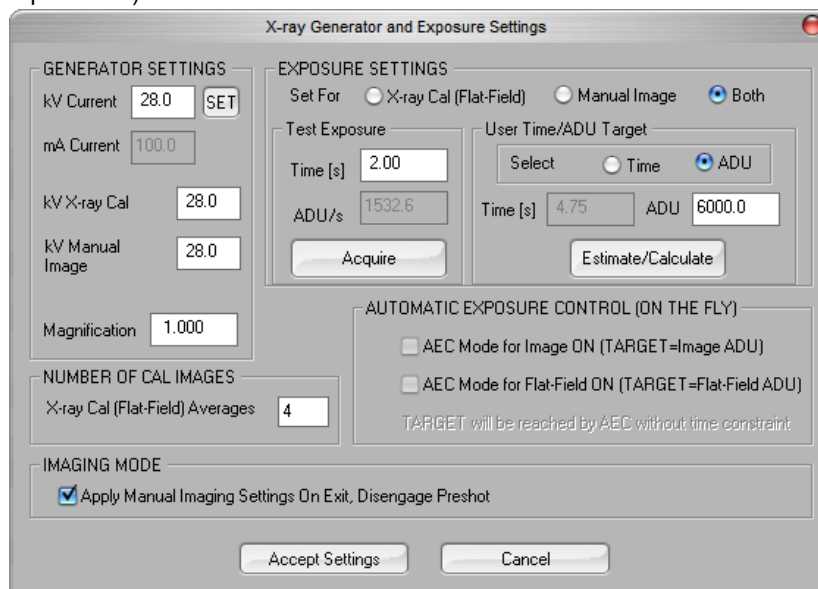 X-ray Generator and Exposure Settings
GENERATOR SETTINGS
kV Current 28.0 SET
mA Current 100.0
kV X-ray Cal 28.0
kV Manual Image 28.0
Magnification 1.000
EXPOSURE SETTINGS
Set For X-ray Cal (Flat-Field) Manual Image Both
Test Exposure
Time [s] 2.00
ADU/s 1532.6
Acquire
User Time/ADU Target
Select Time ADU
Time [s] 4.75 ADU 6000.0
Estimate/Calculate
AUTOMATIC EXPOSURE CONTROL (ON THE FLY)
AEC Mode for Image ON (TARGET=Image ADU)
AEC Mode for Flat-Field ON (TARGET=Flat-Field ADU)
TARGET will be reached by AEC without time constraint
NUMBER OF CAL IMAGES
X-ray Cal (Flat-Field) Averages 4
IMAGING MODE
Apply Manual Imaging Settings On Exit, Disengage Preshot
Accept Settings Cancel